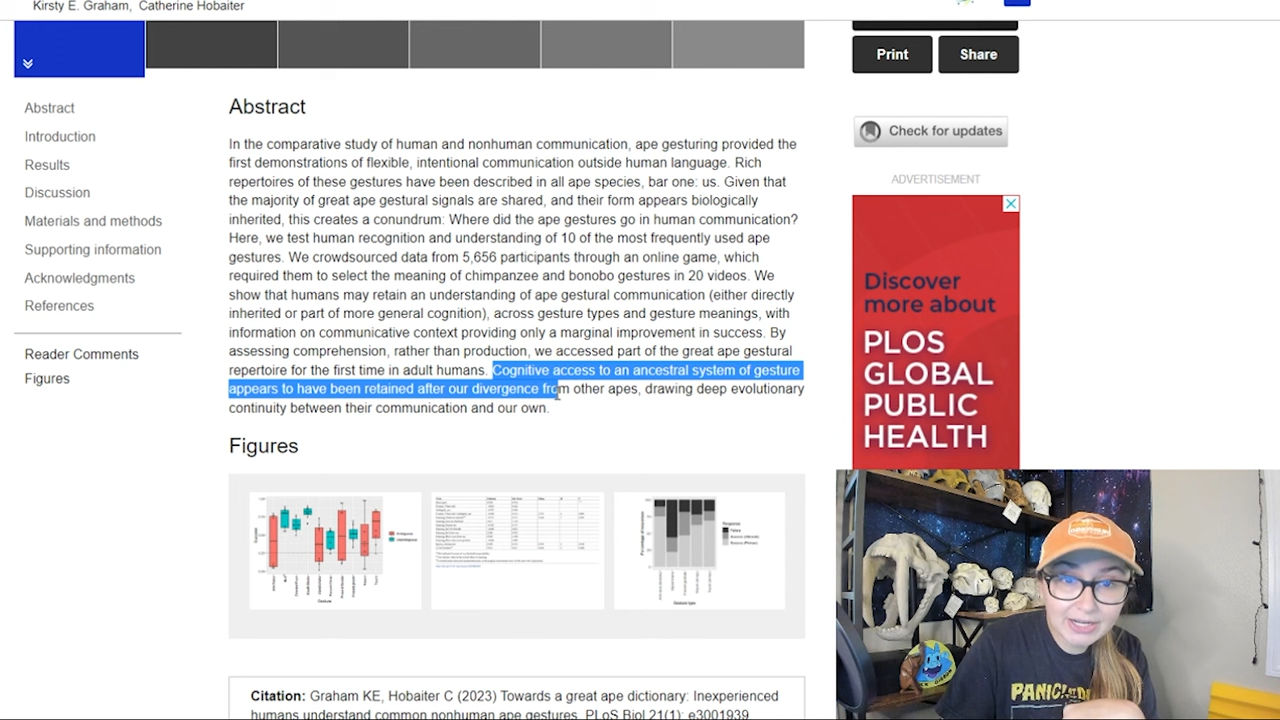 Kirsty E. Graham, Catherine Hobaiter
Print
Share
Abstract
Introduction
Results
Discussion
Materials and methods
Supporting information
Acknowledgments
References
Reader Comments
Figures
Abstract
In the comparative study of human and nonhuman communication, ape gesturing provided the
first demonstrations of flexible, intentional communication outside human language. Rich
repertoires of these gestures have been described in all ape species, bar one: us. Given that
the majority of great ape gestural signals are shared, and their form appears biologically
inherited, this creates a conundrum: Where did the ape gestures go in human communication?
Here, we test human recognition and understanding of 10 of the most frequently used ape
gestures. We crowdsourced data from 5,656 participants through an online game, which
required them to select the meaning of chimpanzee and bonobo gestures in 20 videos. We
show that humans may retain an understanding of ape gestural communication (either directly
inherited or part of more general cognition), across gesture types and gesture meanings, with
information on communicative context providing only a marginal improvement in success. By
assessing comprehension, rather than production, we accessed part of the great ape gestural
repertoire for the first time in adult humans. Cognitive access to an ancestral system of gesture
appears to have been retained after our divergence from other apes, drawing deep evolutionary
continuity between their communication and our own.
Figures
Citation: Graham KE, Hobaiter C (2023) Towards a great ape dictionary: Inexperienced
humans understand common nonhuman ape gestures. PLoS Biol 21(1): e3001939
Check for updates
ADVERTISEMENT
Discover
more about
PLOS
GLOBAL
PUBLIC
HEALTH